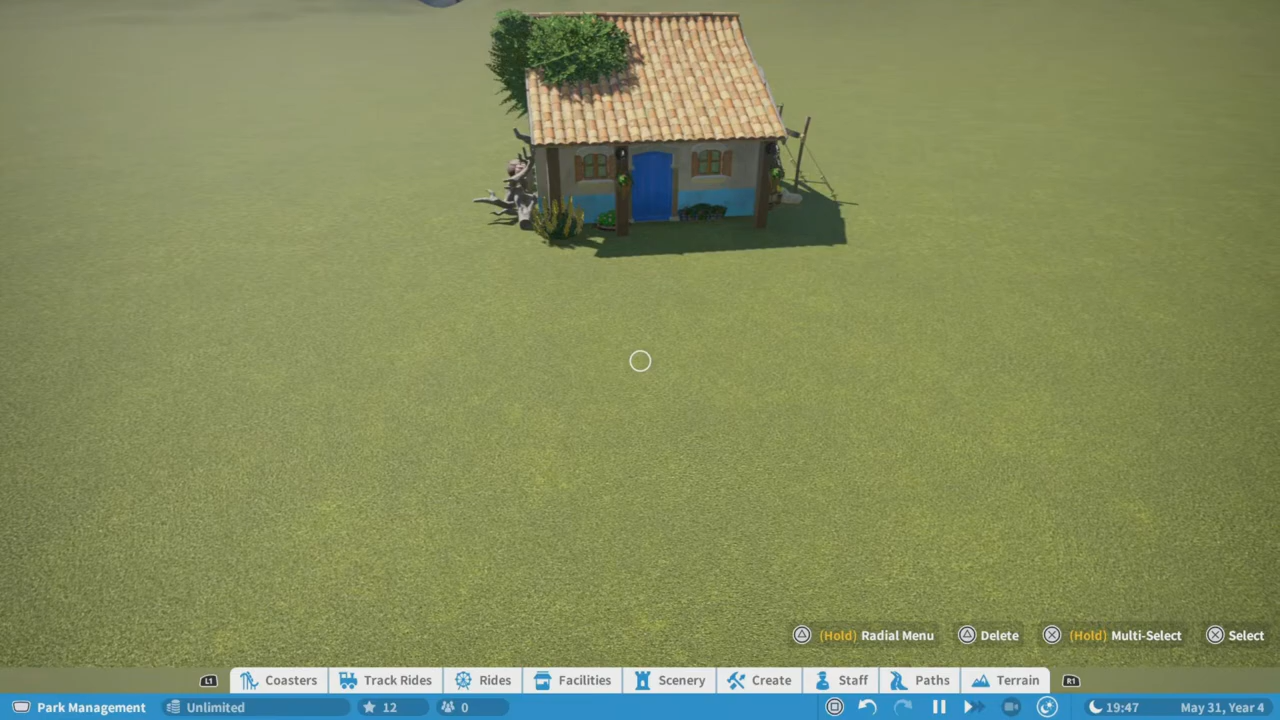 (Hold) Radial Menu Delete (Hold) Multi-Select Select
L1 Coasters Track Rides Rides Facilities Scenery Create Staff Paths Terrain R1
Park Management Unlimited 12 0 19:47 May 31, Year 4